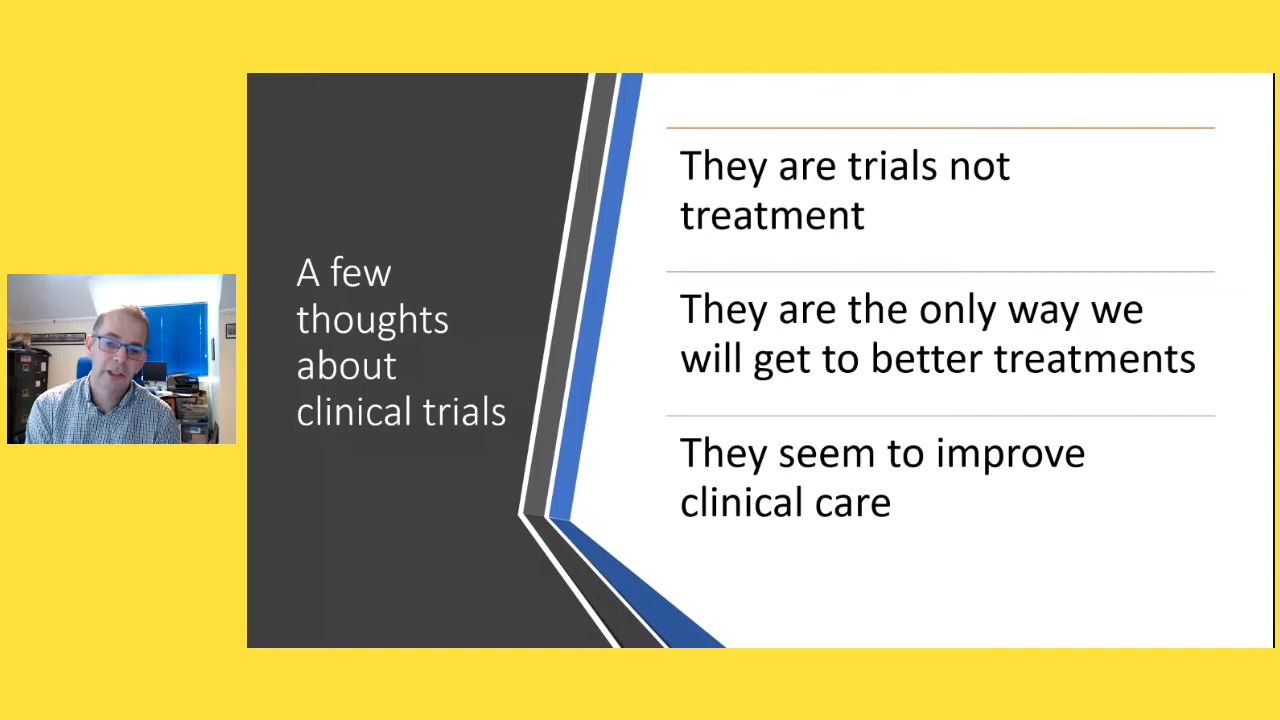 A few
thoughts
about
clinical trials
They are trials not
treatment
They are the only way we
will get to better treatments
They seem to improve
clinical care